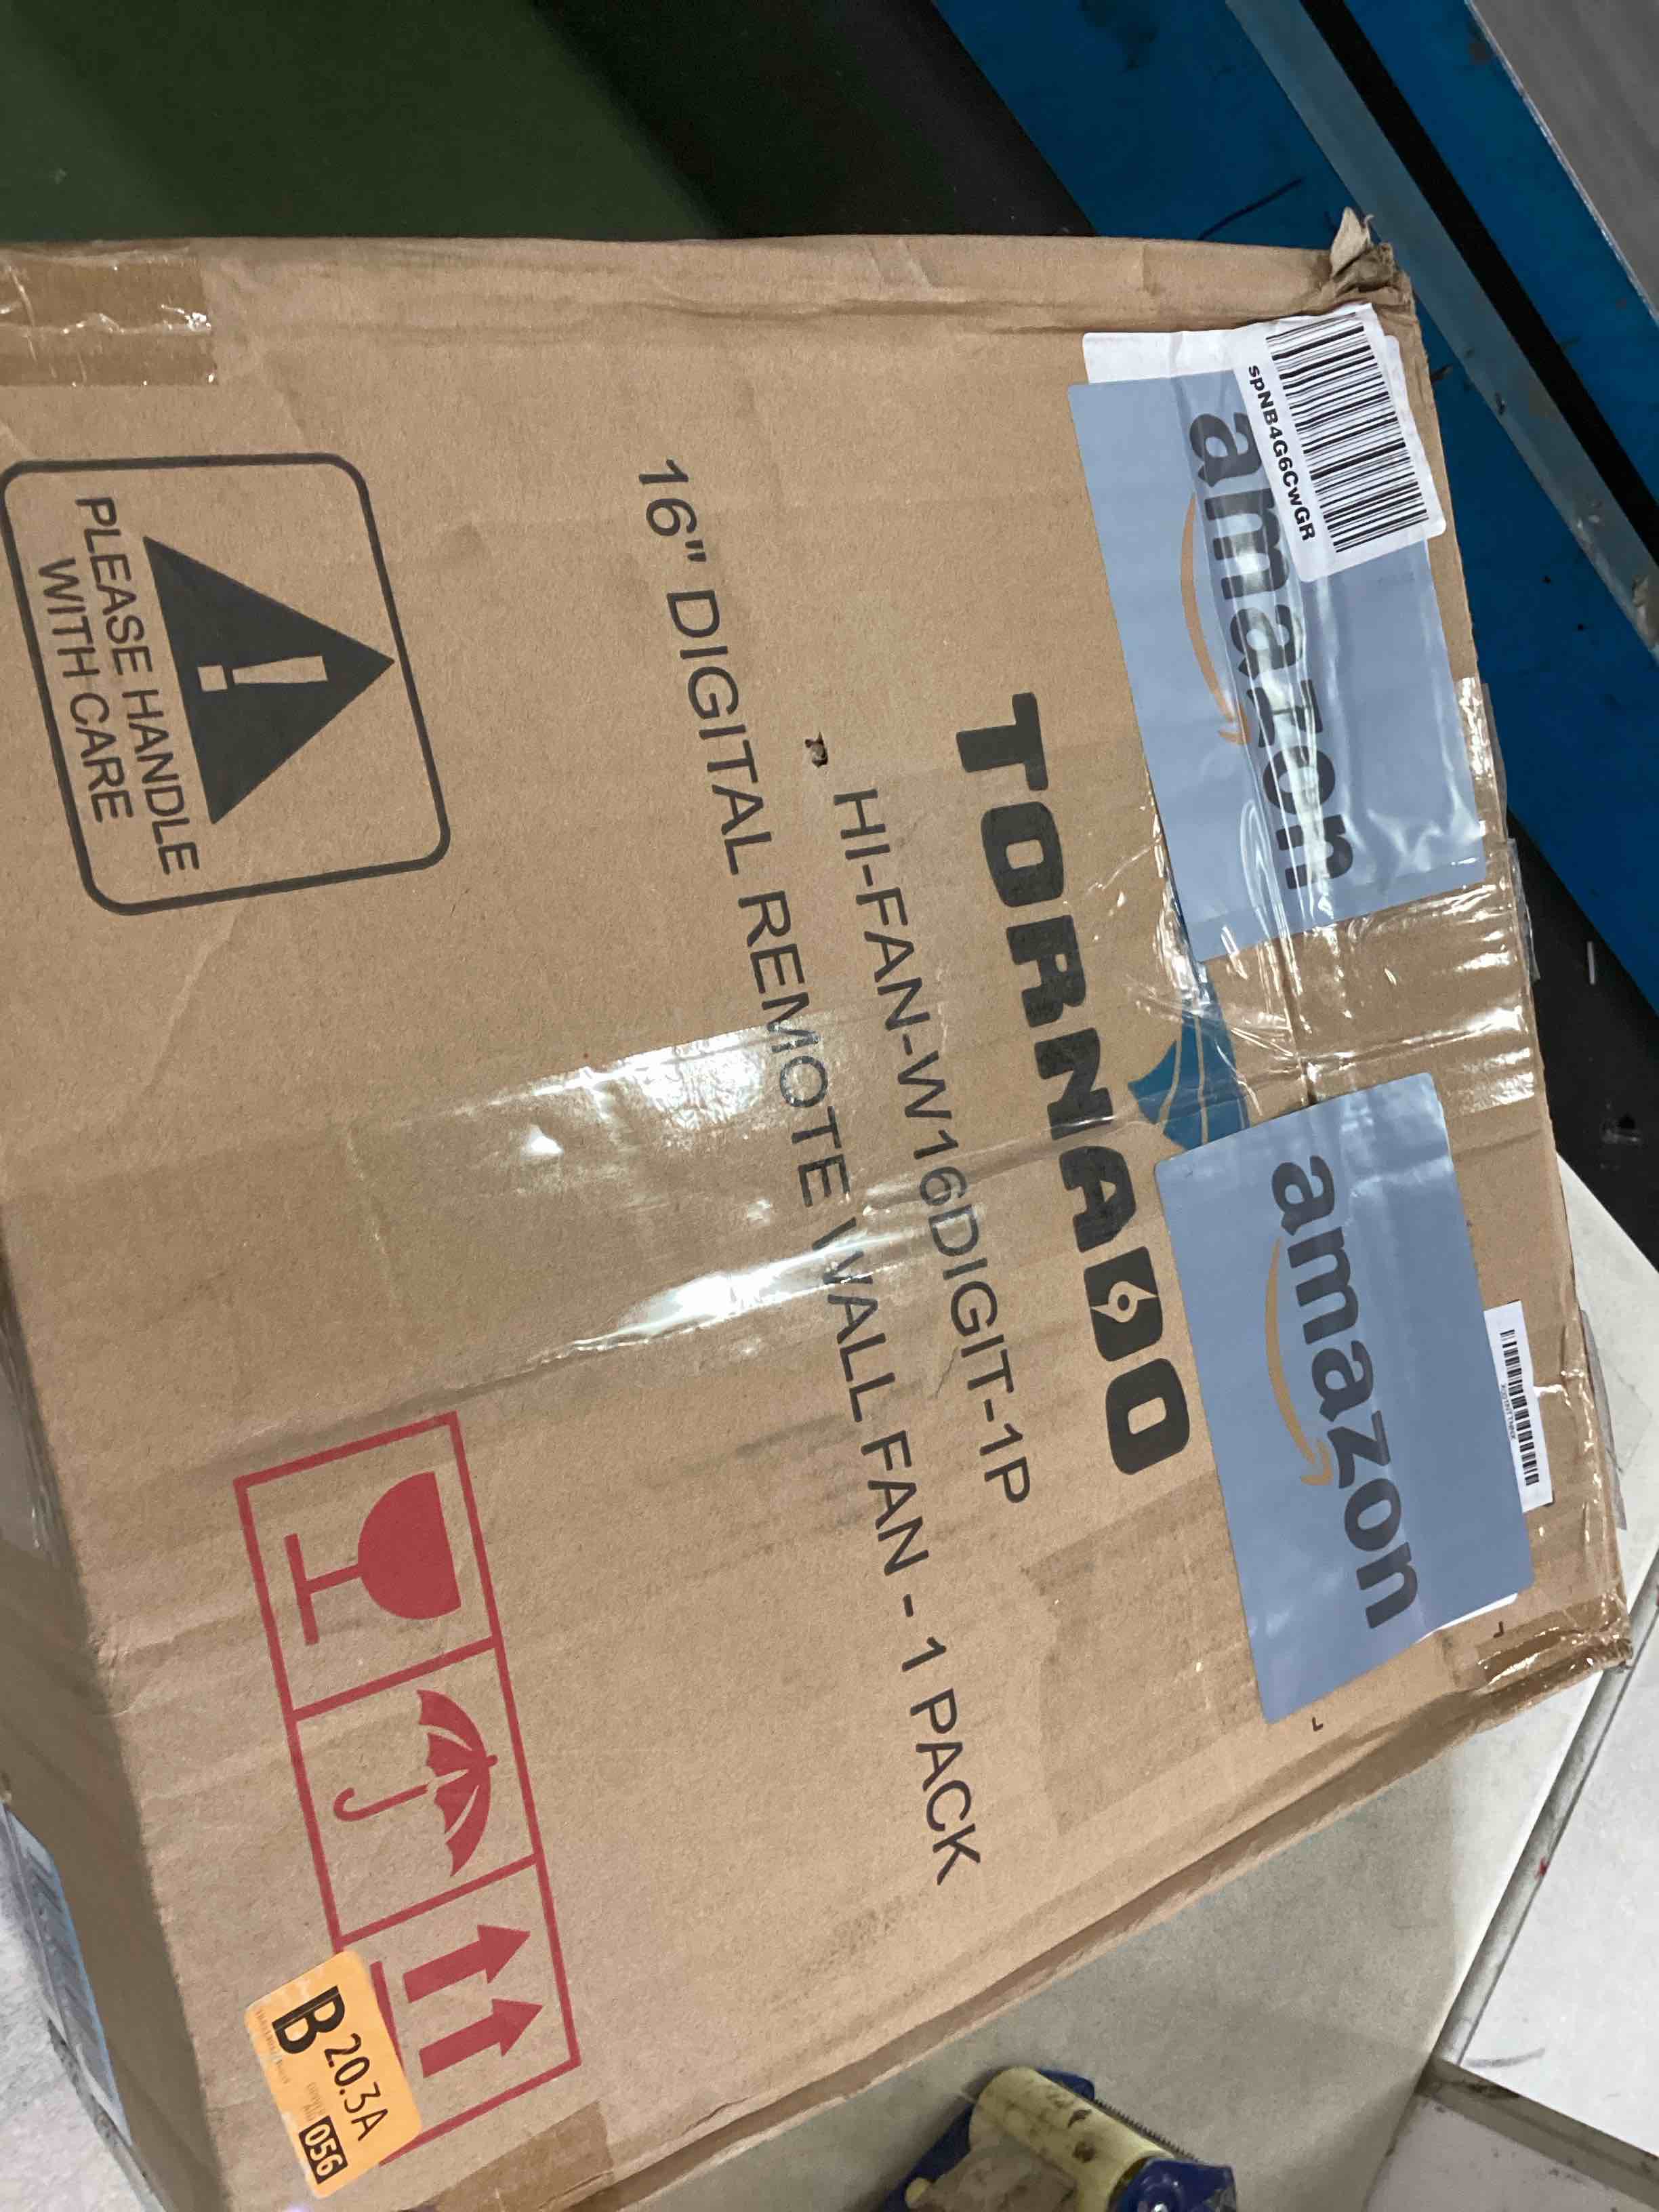 spNB4G6CwGR
amazon
amazon
TORNADO
HI-FAN-W16DIGIT-1P
16" DIGITAL REMOTE WALL FAN - 1 PACK
PLEASE HANDLE
WITH CARE
B
20.3A
056